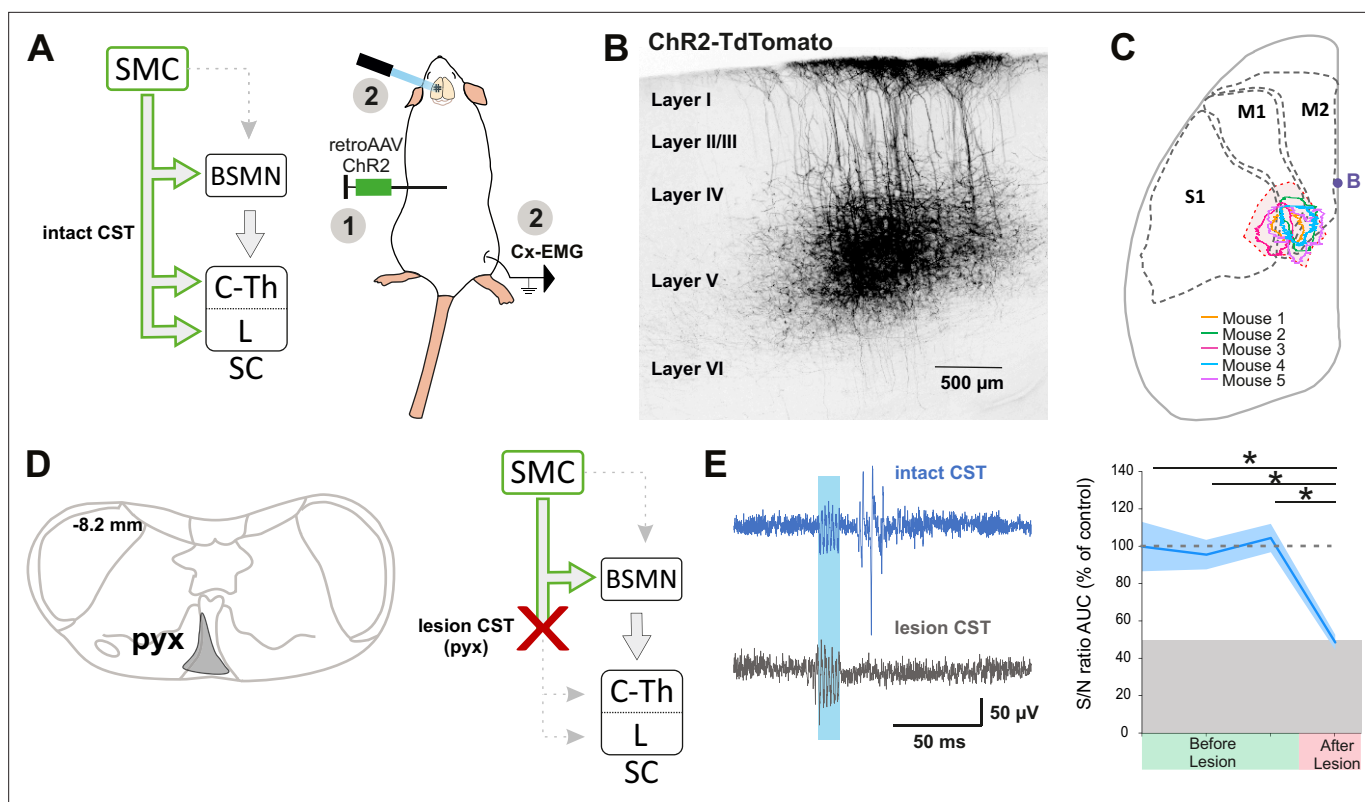 A
SMC
intact CST
BSMN
C-Th
L
SC
2
retroAAV
ChR2
1
2
Cx-EMG
B
ChR2-TdTomato
Layer I
Layer II/III
Layer IV
Layer V
Layer VI
500 µm
C
M1
M2
S1
B
Mouse 1
Mouse 2
Mouse 3
Mouse 4
Mouse 5
D
-8.2 mm
pyx
SMC
BSMN
lesion CST
(pyx)
C-Th
L
SC
E
intact CST
lesion CST
50 µV
50 ms
S/N ratio AUC (% of control)
140
120
100
80
60
40
20
0
*
*
*
Before
Lesion
After
Lesion